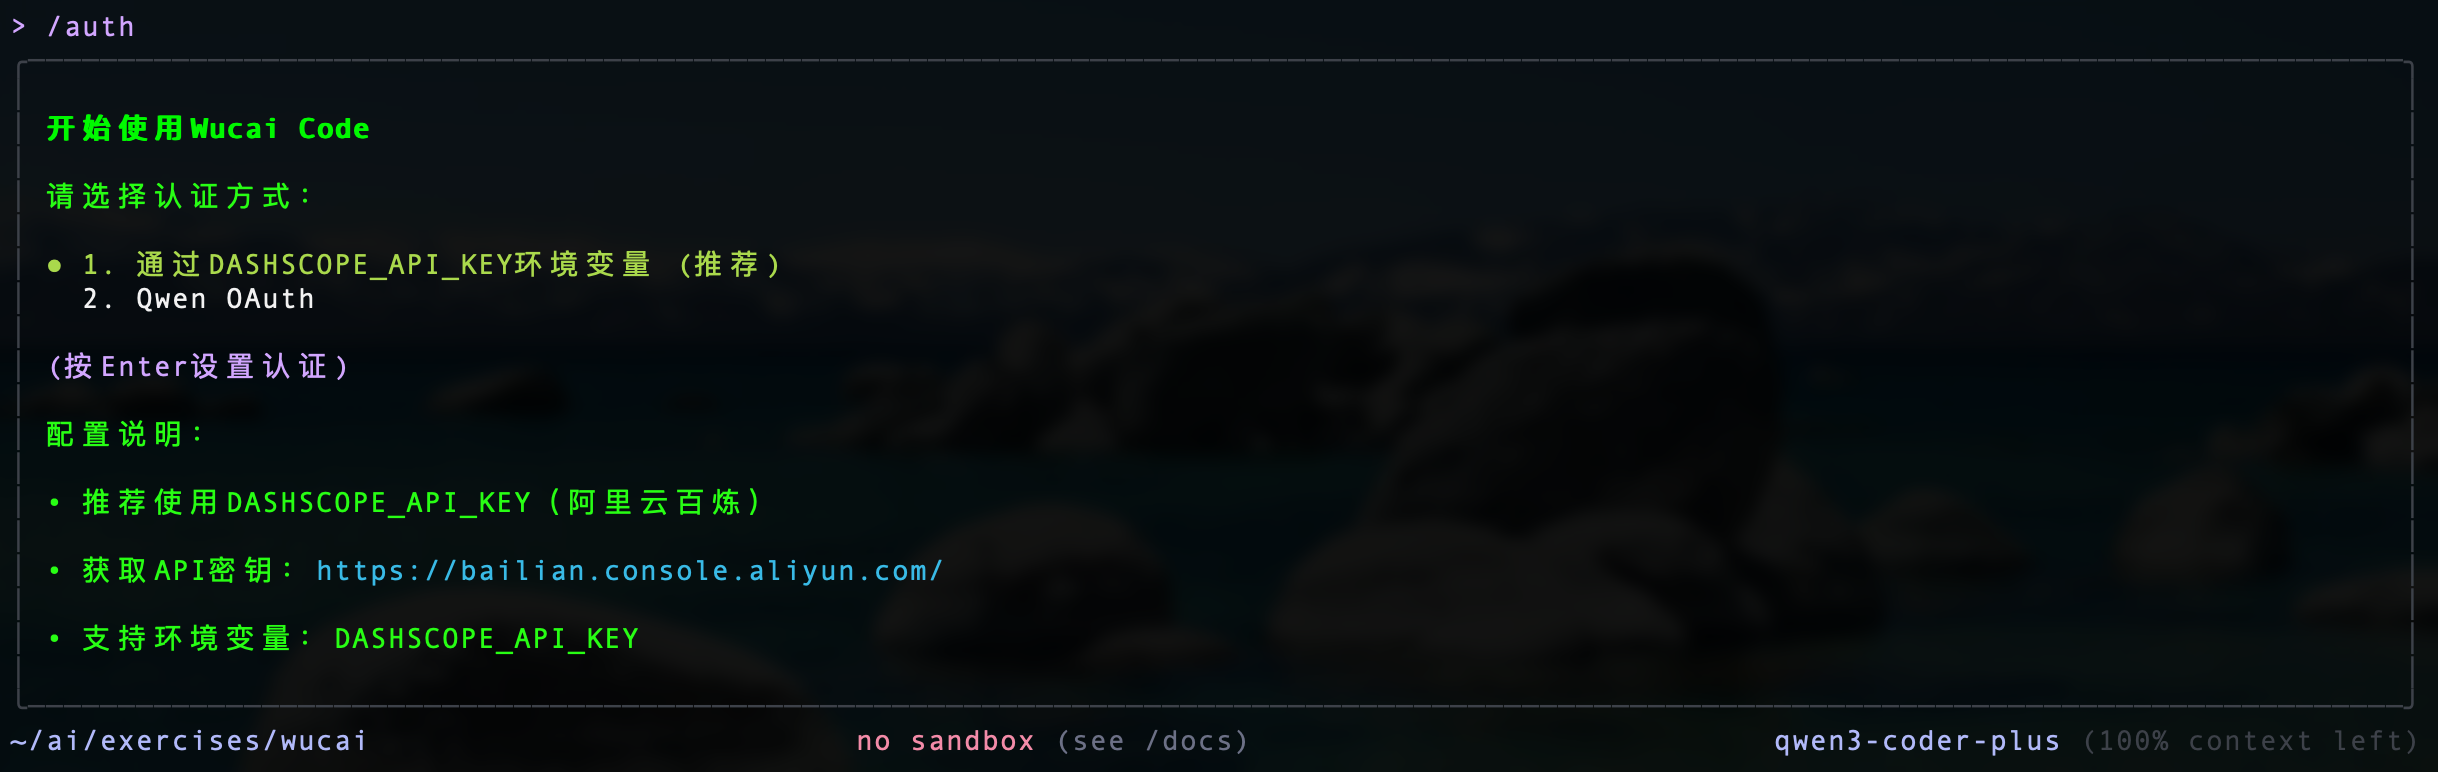 > /auth
开始使用Wucai Code
请选择认证方式：
● 1. 通过DASHSCOPE_API_KEY环境变量 (推荐)
2. Qwen OAuth
(按Enter设置认证)
配置说明：
• 推荐使用DASHSCOPE_API_KEY（阿里云百炼）
• 获取API密钥： https://bailian.console.aliyun.com/
• 支持环境变量： DASHSCOPE_API_KEY
~/ai/exercises/wucai no sandbox (see /docs) qwen3-coder-plus (100% context left)